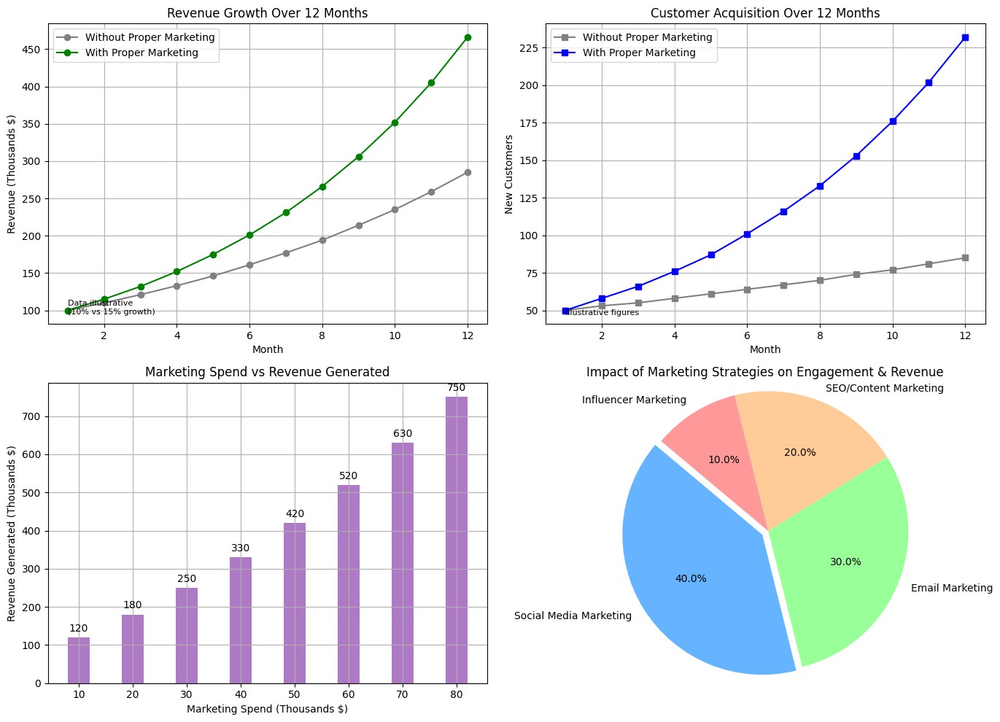 Revenue Growth Over 12 Months
Without Proper Marketing
With Proper Marketing
450
400
350
300
250
200
150
100
Revenue (Thousands $)
Data illustrative
(10% vs 15% growth)
2 4 6 8 10 12
Month
Customer Acquisition Over 12 Months
Without Proper Marketing
With Proper Marketing
225
200
175
150
125
100
75
50
New Customers
Illustrative figures
2 4 6 8 10 12
Month
Marketing Spend vs Revenue Generated
700
600
500
400
300
200
100
0
Revenue Generated (Thousands $)
120 180 250 330 420 520 630 750
10 20 30 40 50 60 70 80
Marketing Spend (Thousands $)
Impact of Marketing Strategies on Engagement & Revenue
SEO/Content Marketing
Influencer Marketing
20.0%
10.0%
30.0%
40.0%
Email Marketing
Social Media Marketing